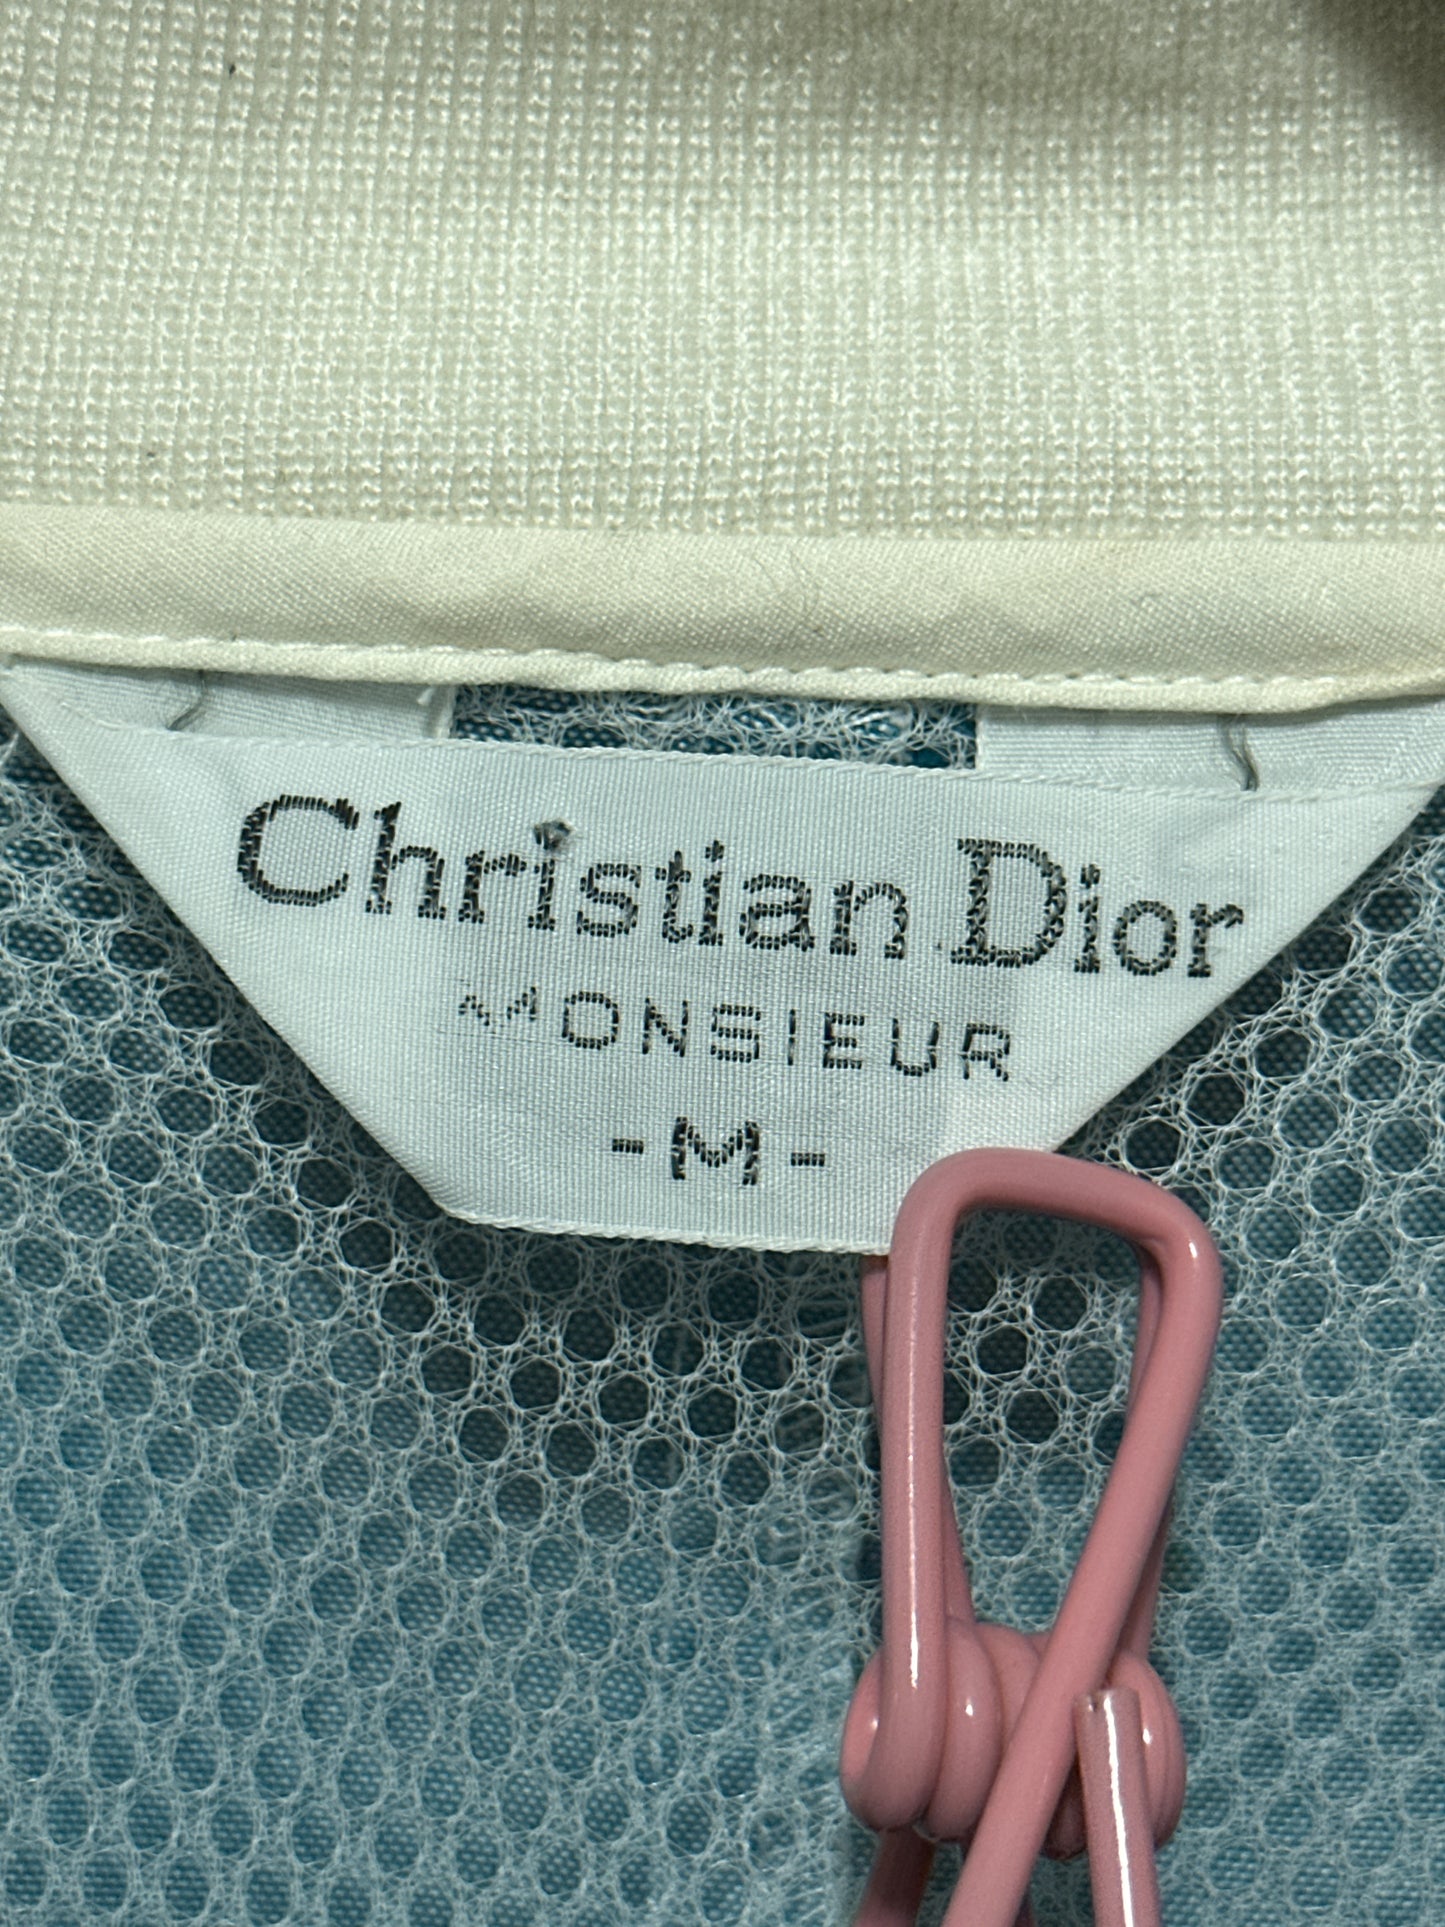 Christian Dior
MONSIEUR
-M-